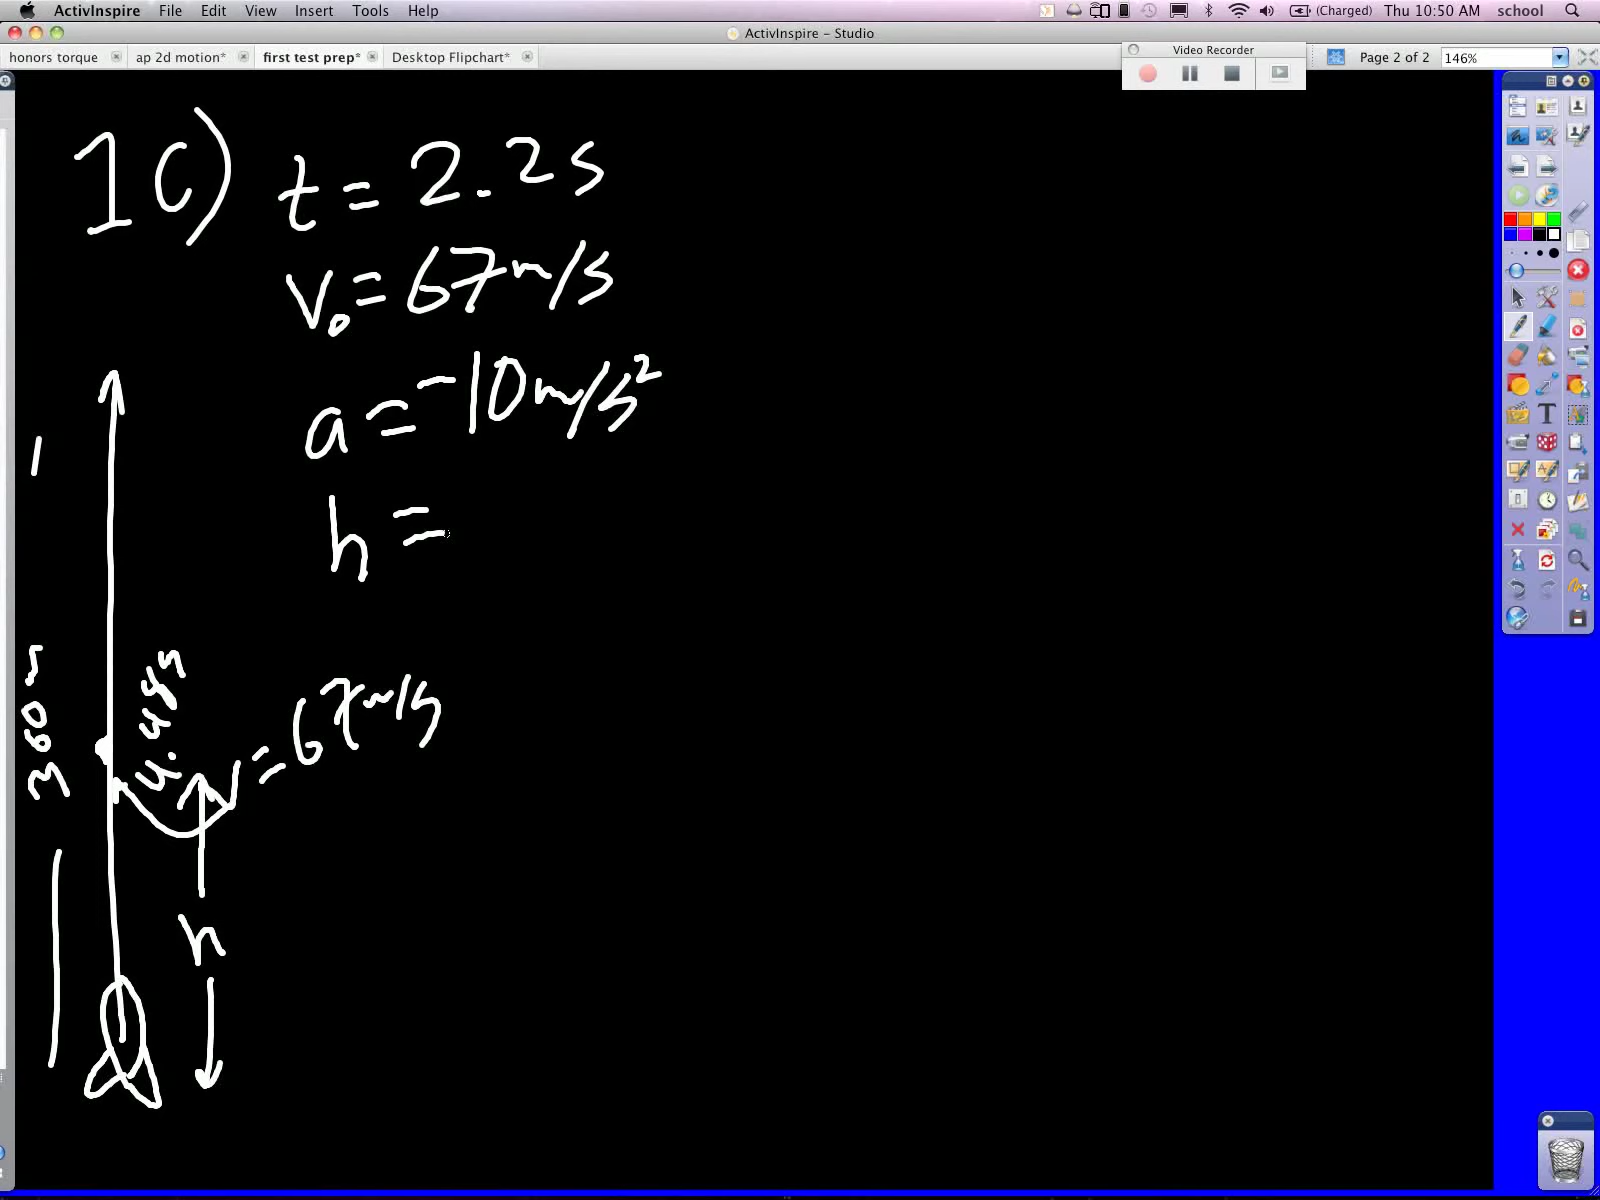 ActivInspire File Edit View Insert Tools Help (Charged) Thu 10:50 AM school
ActivInspire – Studio
honors torque ap 2d motion* first test prep* Desktop Flipchart* Video Recorder Page 2 of 2 146%
1c) t = 2.2s
v₀ = 67m/s
a = -10m/s²
h =
v = 67m/s
h